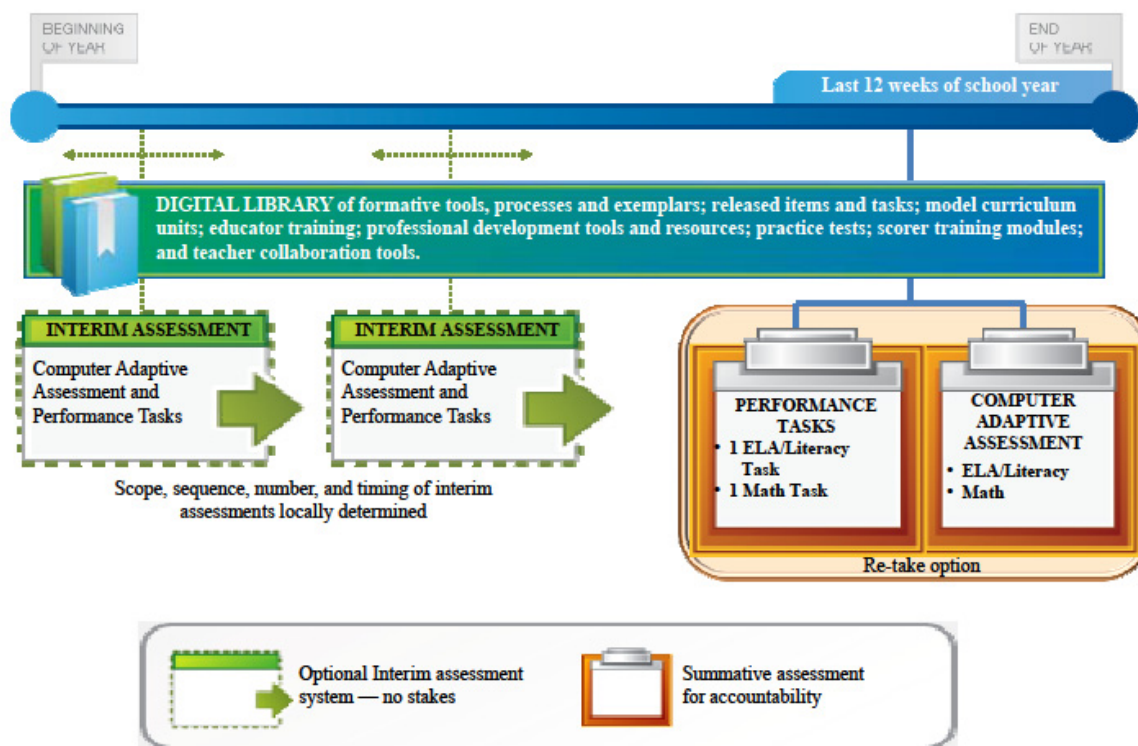 BEGINNING
OF YEAR
END
OF YEAR
Last 12 weeks of school year
DIGITAL LIBRARY of formative tools, processes and exemplars; released items and tasks; model curriculum
units; educator training; professional development tools and resources; practice tests; scorer training modules;
and teacher collaboration tools.
INTERIM ASSESSMENT
Computer Adaptive
Assessment and
Performance Tasks
INTERIM ASSESSMENT
Computer Adaptive
Assessment and
Performance Tasks
Scope, sequence, number, and timing of interim
assessments locally determined
PERFORMANCE
TASKS
• 1 ELA/Literacy
Task
• 1 Math Task
COMPUTER
ADAPTIVE
ASSESSMENT
• ELA/Literacy
• Math
Re-take option
Optional Interim assessment
system — no stakes
Summative assessment
for accountability